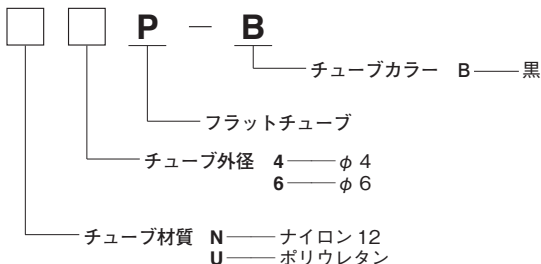 □ □ P － B
チューブカラー B──黒
フラットチューブ
チューブ外径 4──φ4
6──φ6
チューブ材質 N──ナイロン12
U──ポリウレタン